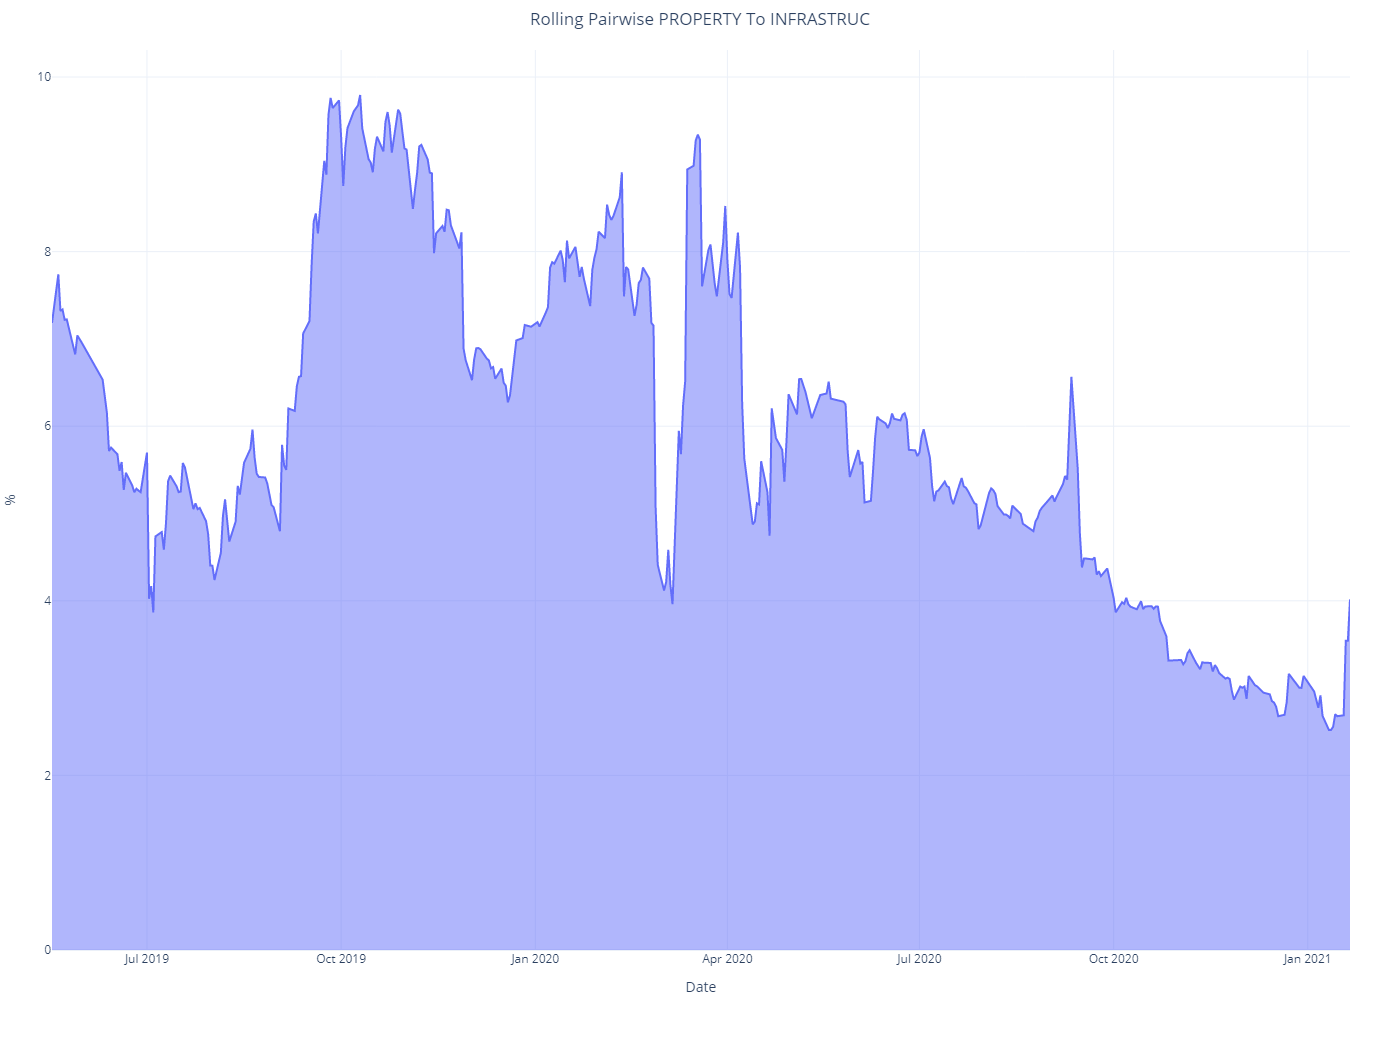 Rolling Pairwise PROPERTY To INFRASTRUC
10
8
6
4
2
0
%
Jul 2019
Oct 2019
Jan 2020
Apr 2020
Jul 2020
Oct 2020
Jan 2021
Date